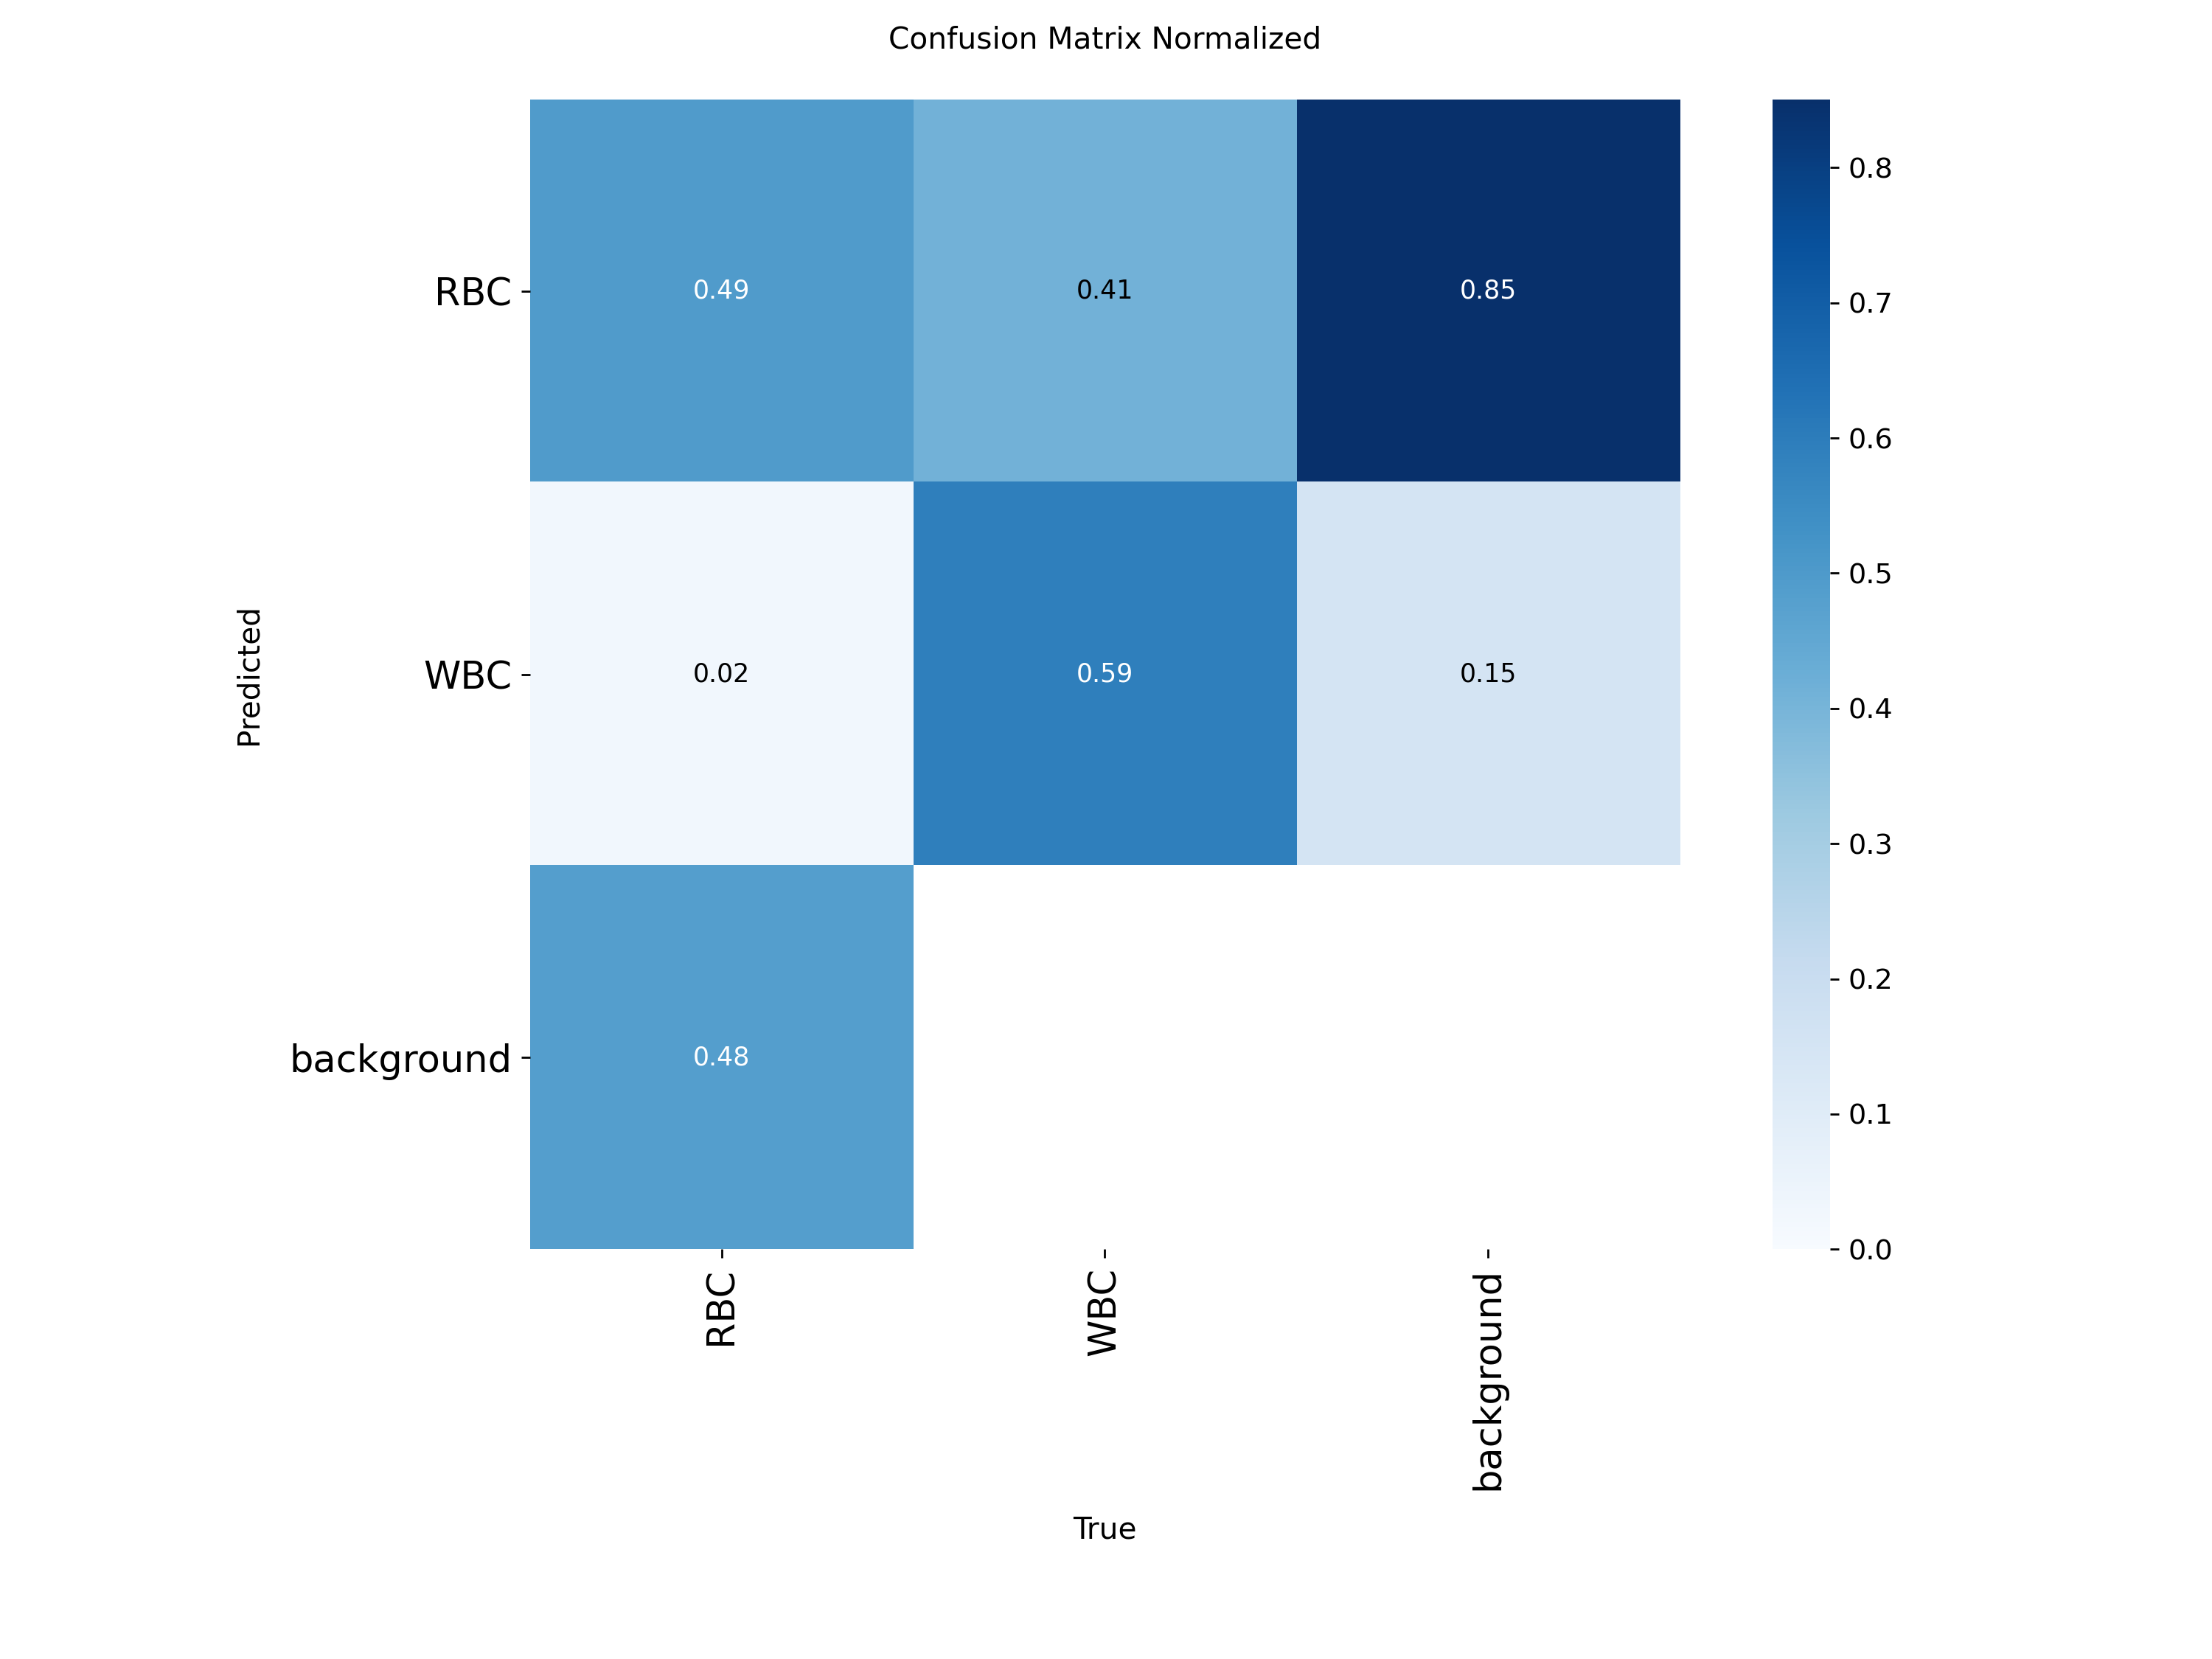 Confusion Matrix Normalized
Predicted
RBC
WBC
background
0.49 0.41 0.85
0.02 0.59 0.15
0.48
RBC
WBC
background
True
0.8
0.7
0.6
0.5
0.4
0.3
0.2
0.1
0.0